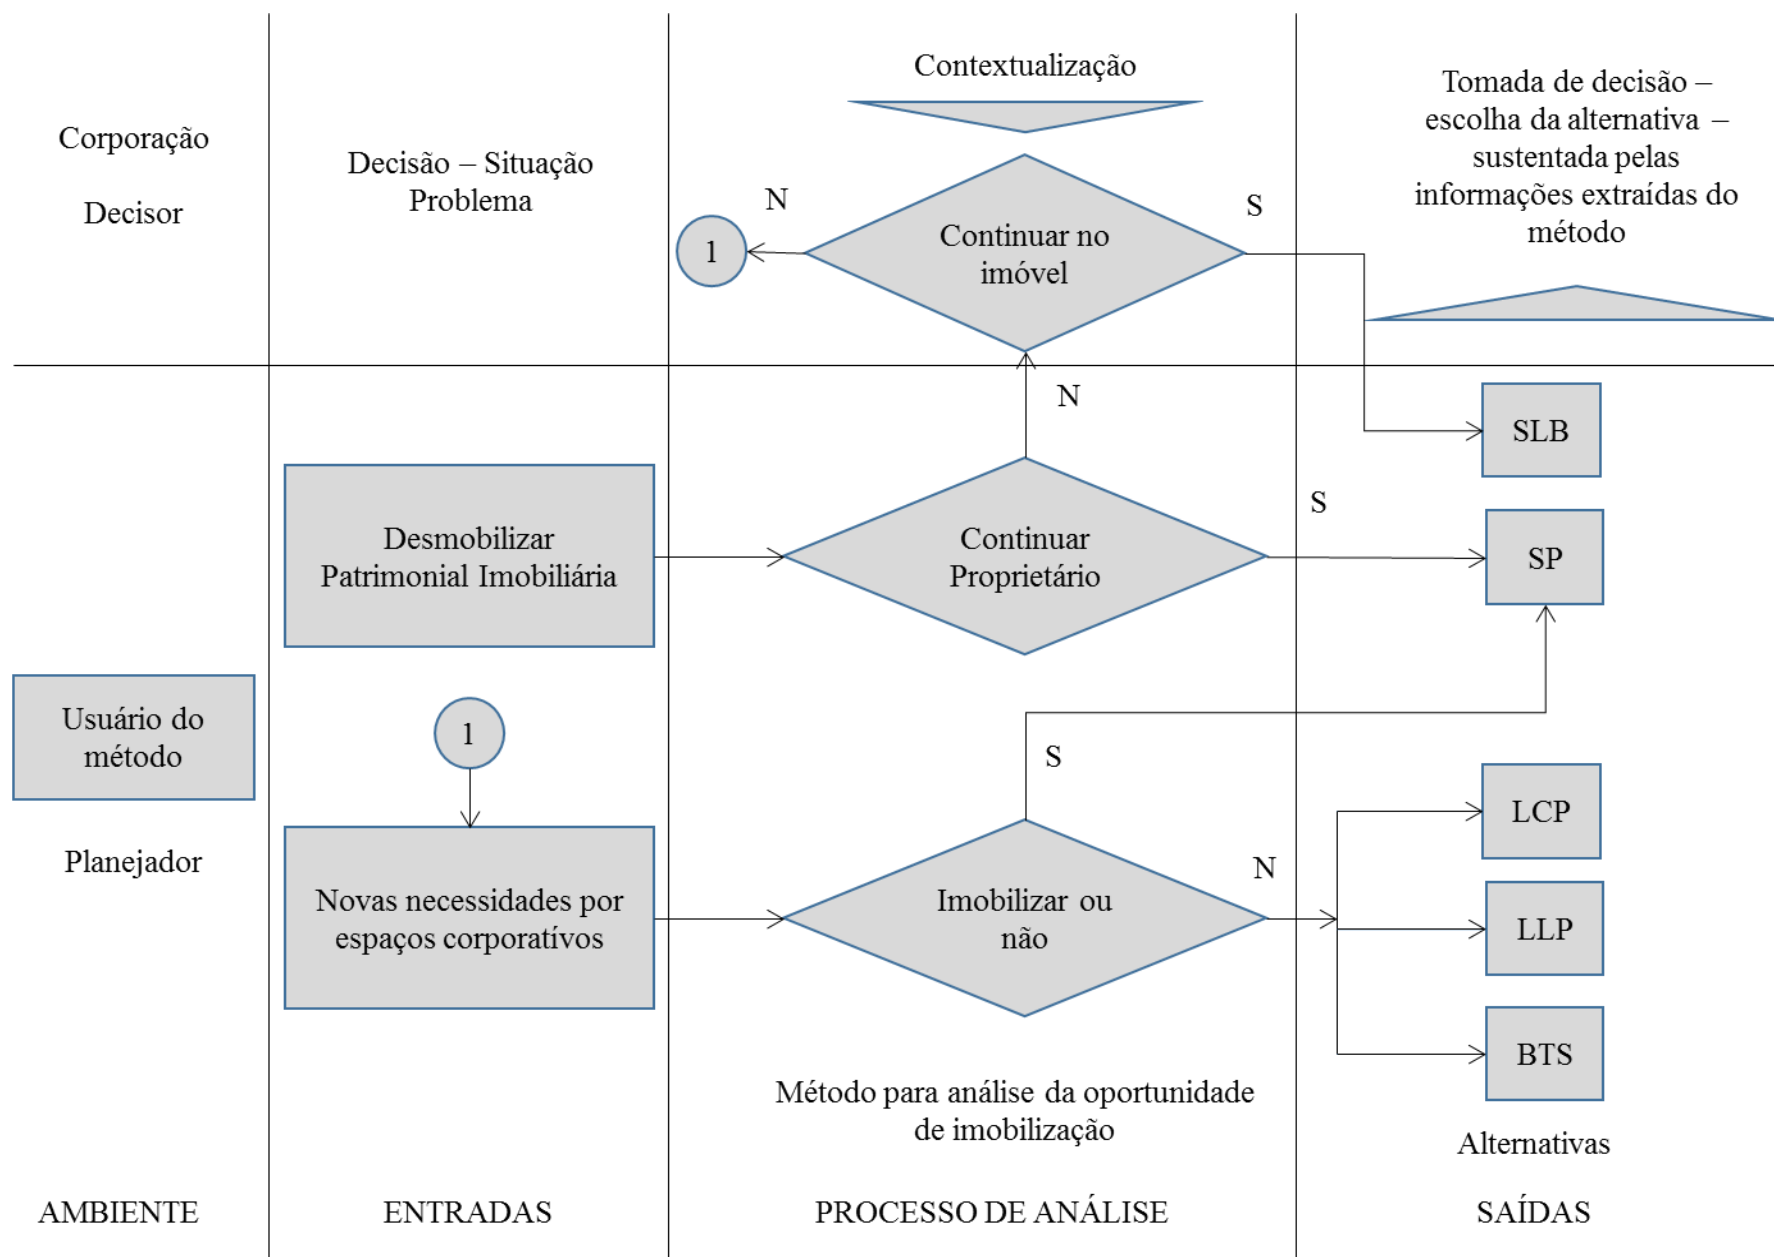 Corporação
Decisor
Decisão – Situação
Problema
Contextualização
Tomada de decisão –
escolha da alternativa –
sustentada pelas
informações extraídas do
método
N
S
1
Continuar no
imóvel
N
SLB
Desmobilizar
Patrimonial Imobiliária
Continuar
Proprietário
S
SP
Usuário do
método
Planejador
1
S
Novas necessidades por
espaços corporatívos
Imobilizar ou
não
N
LCP
LLP
BTS
Método para análise da oportunidade
de imobilização
Alternativas
AMBIENTE
ENTRADAS
PROCESSO DE ANÁLISE
SAÍDAS